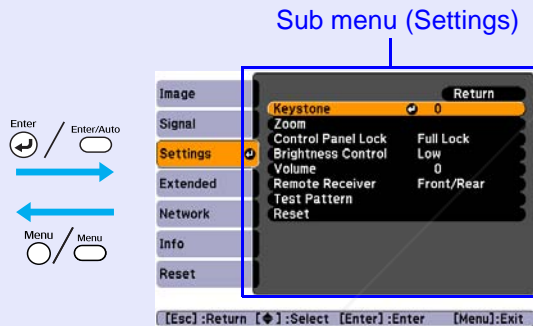 Sub menu (Settings)
Enter
Enter/Auto
Menu
Menu
Image
Signal
Settings
Extended
Network
Info
Reset
Return
Keystone 0
Zoom
Control Panel Lock Full Lock
Brightness Control Low
Volume 0
Remote Receiver Front/Rear
Test Pattern
Reset
[Esc] :Return [◆] :Select [Enter] :Enter [Menu]:Exit